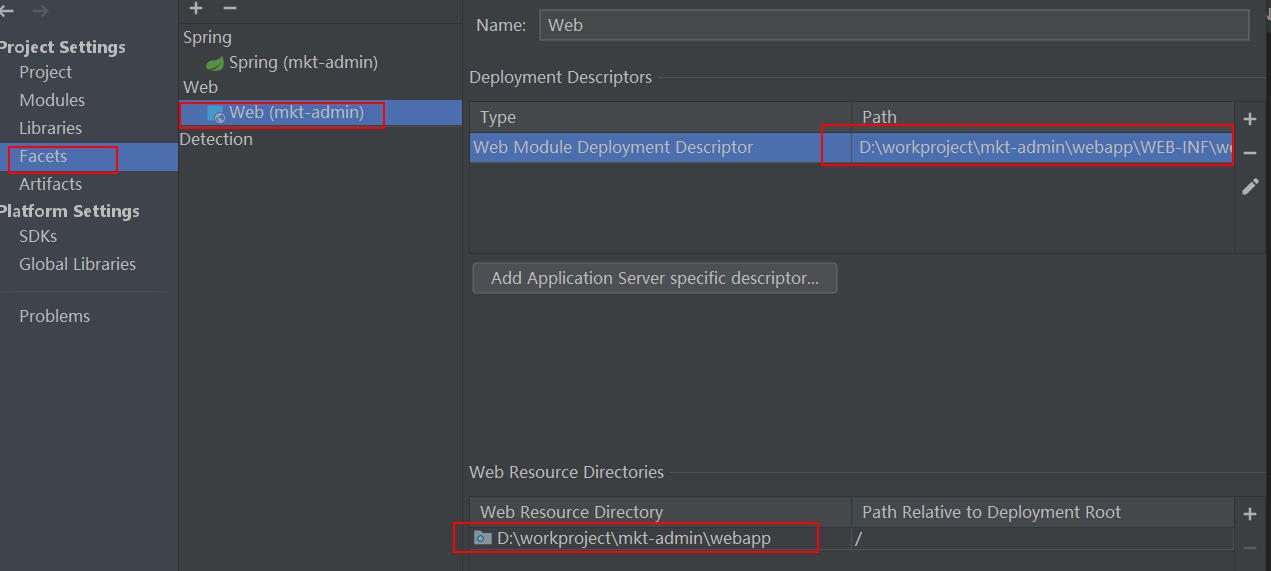 Project Settings
Project
Modules
Libraries
Facets
Artifacts
Platform Settings
SDKs
Global Libraries
Problems
Spring
Spring (mkt-admin)
Web
Web (mkt-admin)
Detection
Name: Web
Deployment Descriptors
Type Path
Web Module Deployment Descriptor D:\workproject\mkt-admin\webapp\WEB-INF\we
Add Application Server specific descriptor...
Web Resource Directories
Web Resource Directory Path Relative to Deployment Root
D:\workproject\mkt-admin\webapp /